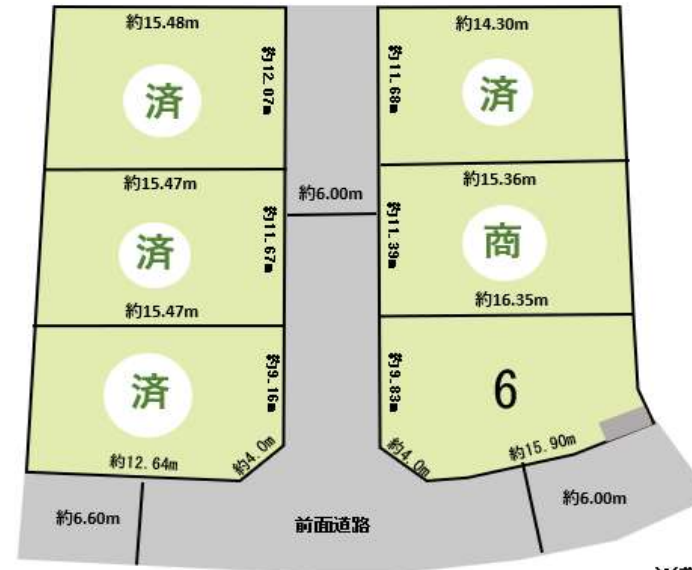 約15.48m
約14.30m
約12.07m
約11.68m
済
済
約15.47m
約6.00m
約15.36m
約11.67m
約11.39m
済
商
約15.47m
約16.35m
約9.16m
約9.83m
済
6
約12.64m
約4.0m
約4.0m
約15.90m
約6.60m
前面道路
約6.00m